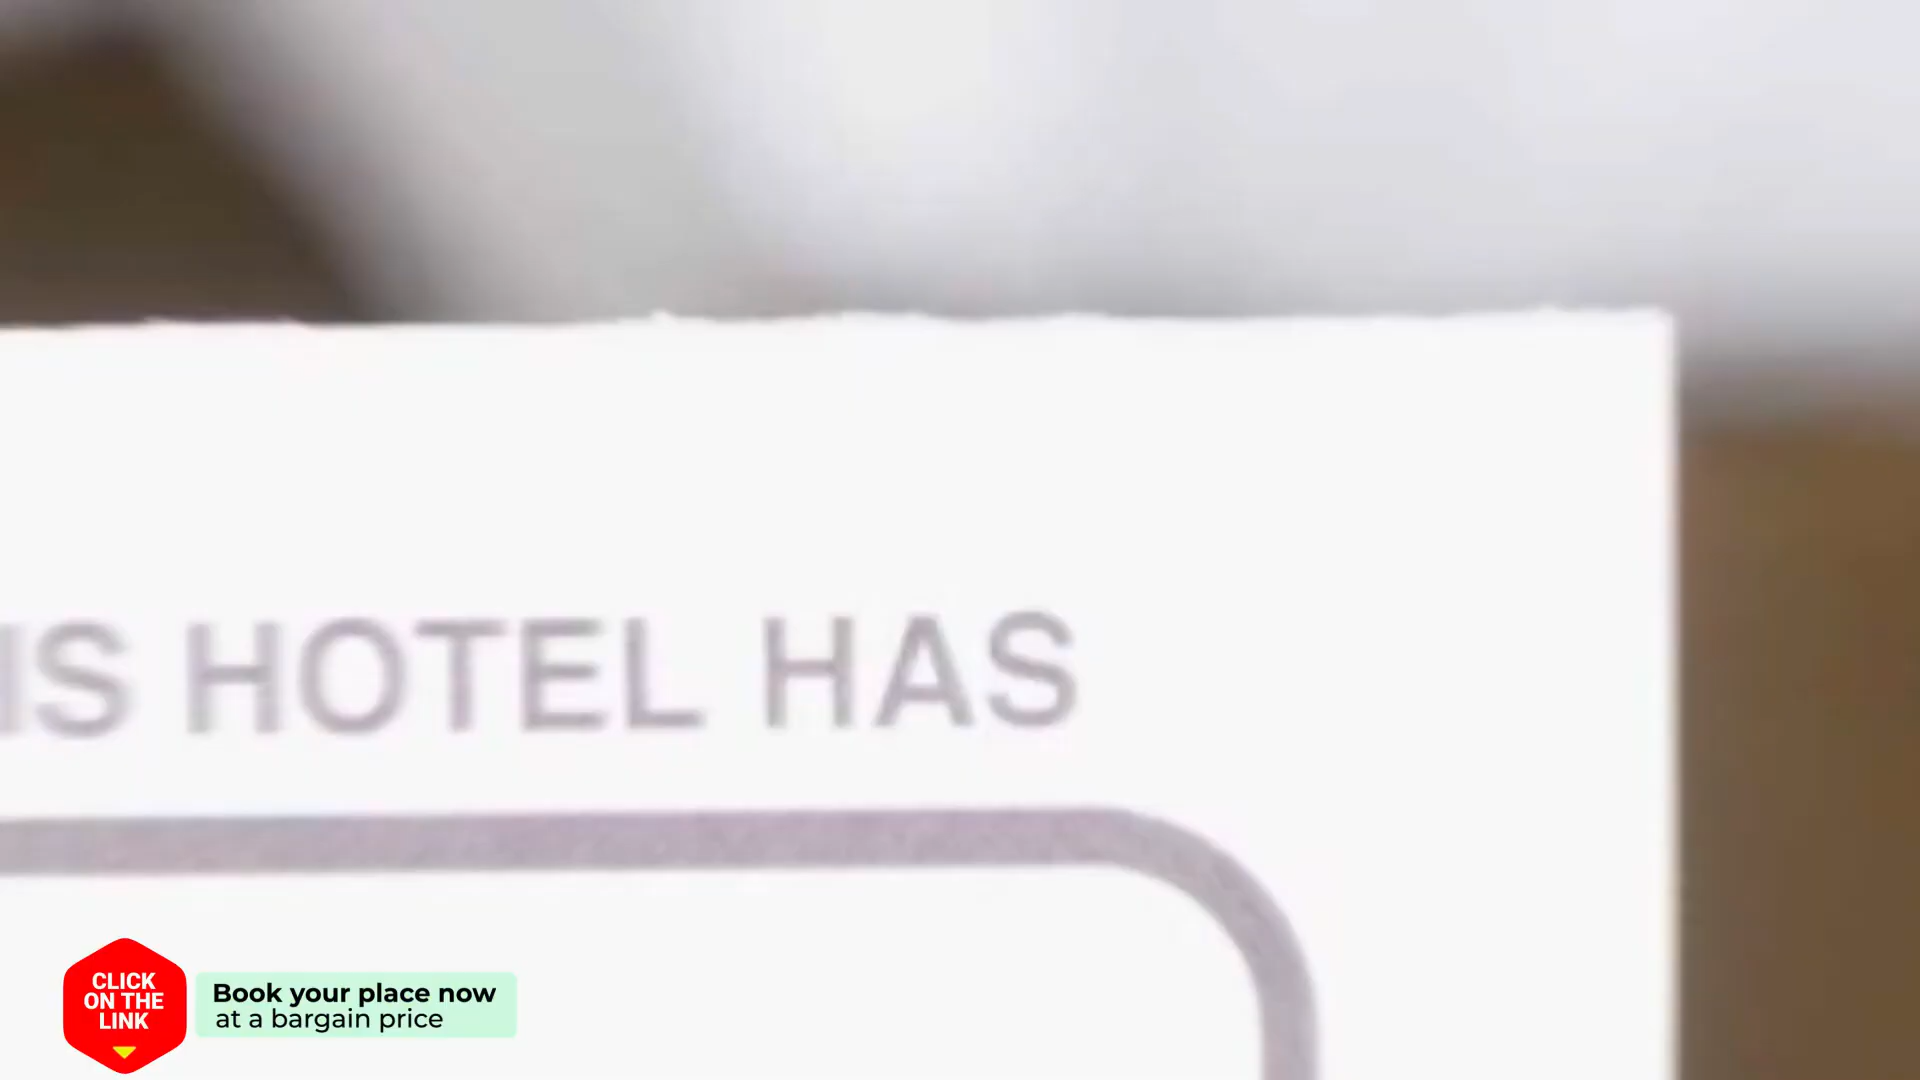 IS HOTEL HAS
CLICK
ON THE
LINK
Book your place now
at a bargain price